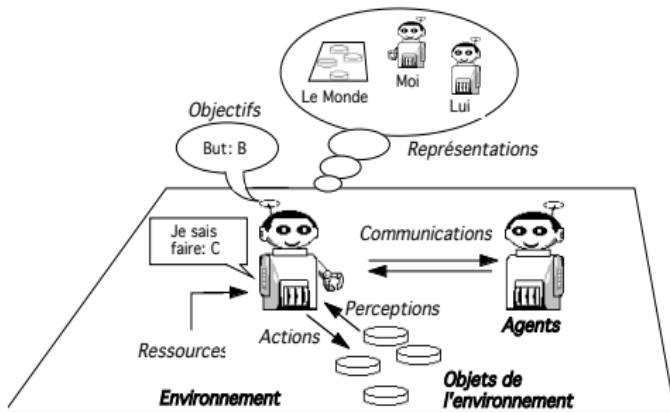 Le Monde
Moi
Lui
Objectifs
But: B
Représentations
Je sais
faire: C
Communications
Perceptions
Agents
Ressources
Actions
Environnement
Objets de
l'environnement